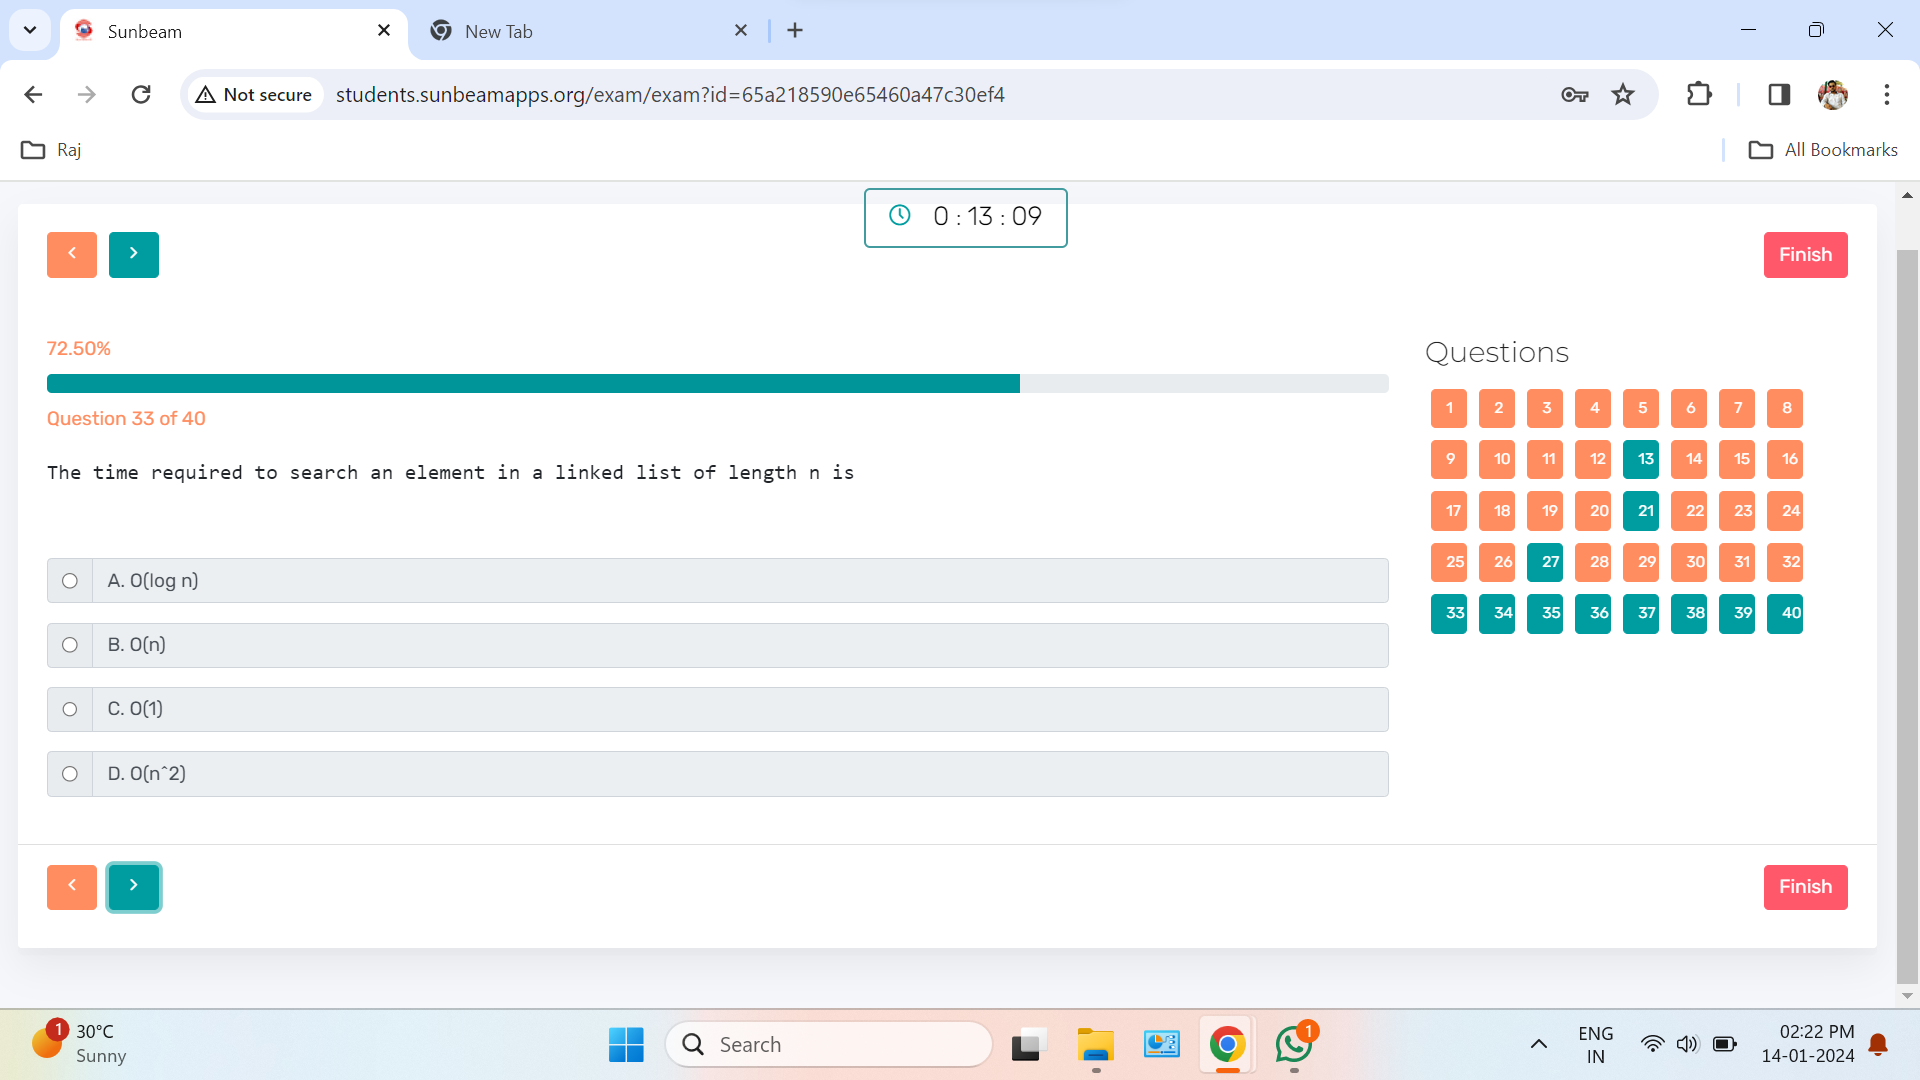 Sunbeam
New Tab
Not secure
students.sunbeamapps.org/exam/exam?id=65a218590e65460a47c30ef4
Raj
All Bookmarks
0 : 13 : 09
Finish
72.50%
Question 33 of 40
The time required to search an element in a linked list of length n is
A. O(log n)
B. O(n)
C. O(1)
D. O(n^2)
Questions
1 2 3 4 5 6 7 8
9 10 11 12 13 14 15 16
17 18 19 20 21 22 23 24
25 26 27 28 29 30 31 32
33 34 35 36 37 38 39 40
Finish
1
30°C
Sunny
Search
1
ENG
IN
02:22 PM
14-01-2024